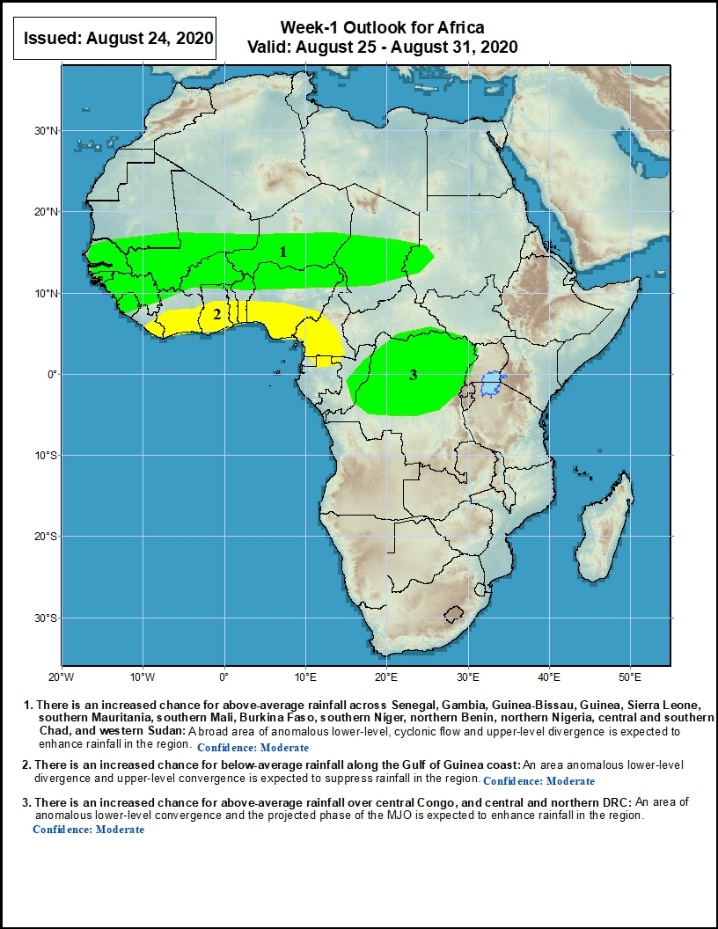 Issued: August 24, 2020
Week-1 Outlook for Africa
Valid: August 25 - August 31, 2020
20°W
10°W
0°
10°E
20°E
30°E
40°E
50°E
30°N
20°N
10°N
0°
10°S
20°S
30°S
1
2
3
20°W
10°W
0°
10°E
20°E
30°E
40°E
50°E
1. There is an increased chance for above-average rainfall across Senegal, Gambia, Guinea-Bissau, Guinea, Sierra Leone,
southern Mauritania, southern Mali, Burkina Faso, southern Niger, northern Benin, northern Nigeria, central and southern
Chad, and western Sudan: A broad area of anomalous lower-level, cyclonic flow and upper-level divergence is expected to
enhance rainfall in the region. Confidence: Moderate
2. There is an increased chance for below-average rainfall along the Gulf of Guinea coast: An area anomalous lower-level
divergence and upper-level convergence is expected to suppress rainfall in the region. Confidence: Moderate
3. There is an increased chance for above-average rainfall over central Congo, and central and northern DRC: An area of
anomalous lower-level convergence and the projected phase of the MJO is expected to enhance rainfall in the region.
Confidence: Moderate